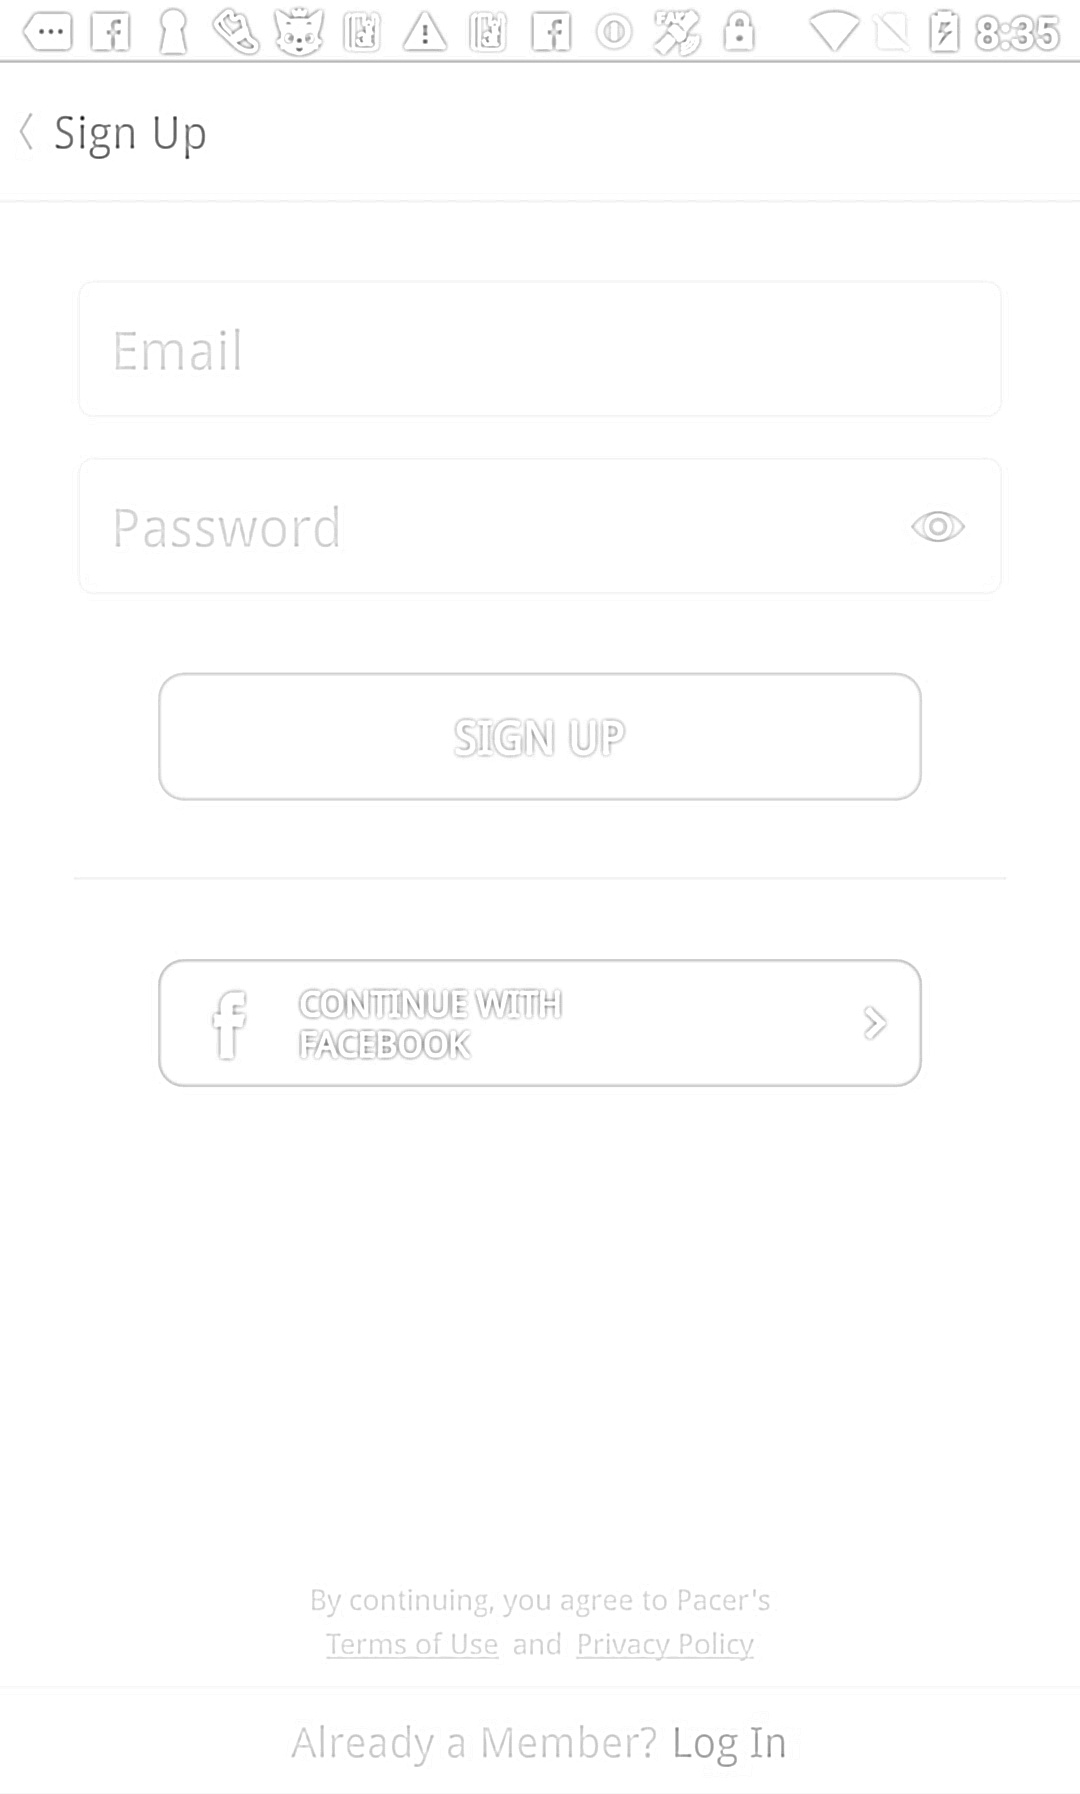 8:35
Sign Up
Email
Password
SIGN UP
CONTINUE WITH
FACEBOOK
By continuing, you agree to Pacer's
Terms of Use and Privacy Policy
Already a Member? Log In